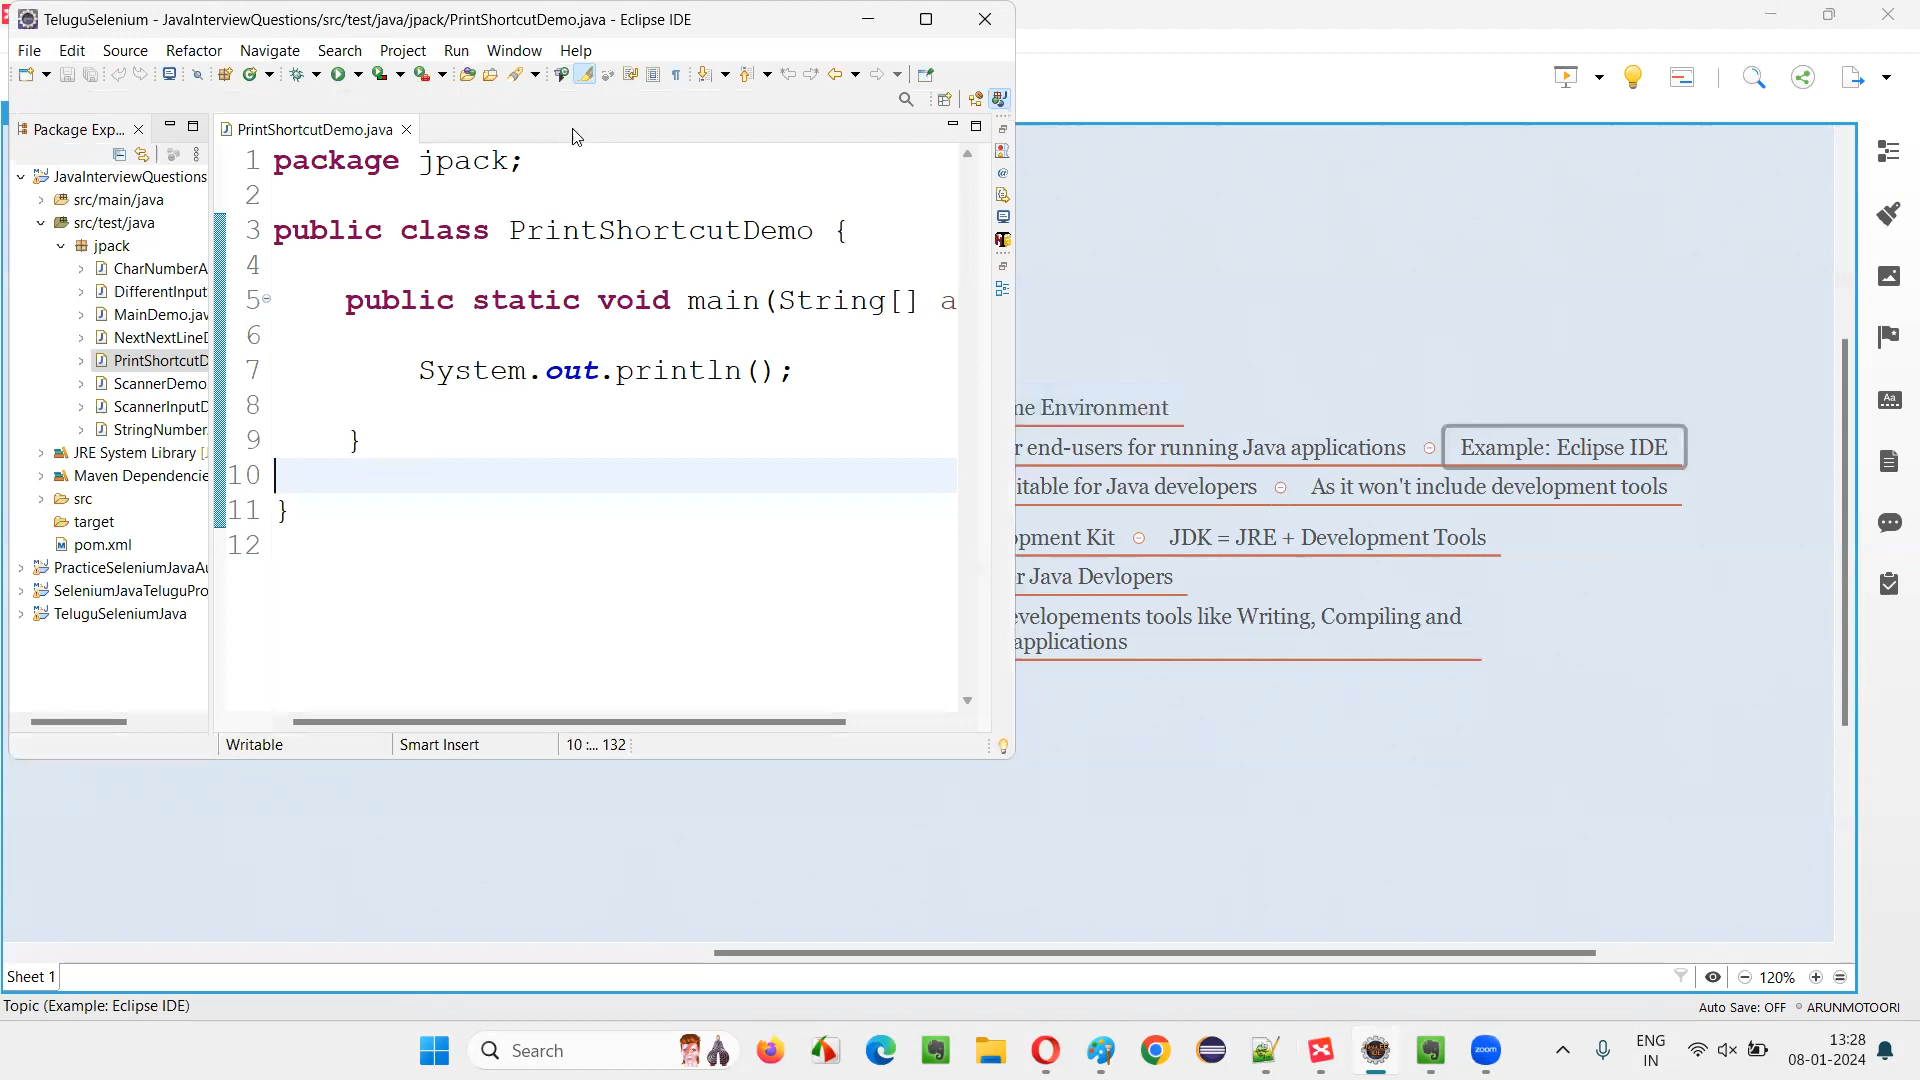 TeluguSelenium - JavaInterviewQuestions/src/test/java/jpack/PrintShortcutDemo.java - Eclipse IDE
File Edit Source Refactor Navigate Search Project Run Window Help
Package Exp...
PrintShortcutDemo.java
JavaInterviewQuestions
src/main/java
src/test/java
jpack
CharNumberA
DifferentInput
MainDemo.jav
NextNextLineD
PrintShortcutD
ScannerDemo
ScannerInputD
StringNumber
JRE System Library [J
Maven Dependencie
src
target
pom.xml
PracticeSeleniumJavaAu
SeleniumJavaTeluguPro
TeluguSeleniumJava
1 package jpack;
2
3 public class PrintShortcutDemo {
4
5 public static void main(String[] a
6
7 System.out.println();
8
9 }
10
11 }
12
Writable Smart Insert 10 :... 132
me Environment
r end-users for running Java applications Example: Eclipse IDE
itable for Java developers As it won't include development tools
opment Kit JDK = JRE + Development Tools
r Java Devlopers
evelopements tools like Writing, Compiling and
applications
Sheet 1
120%
Topic (Example: Eclipse IDE)
Auto Save: OFF ARUNMOTOORI
Search
zoom
ENG
IN
13:28
08-01-2024